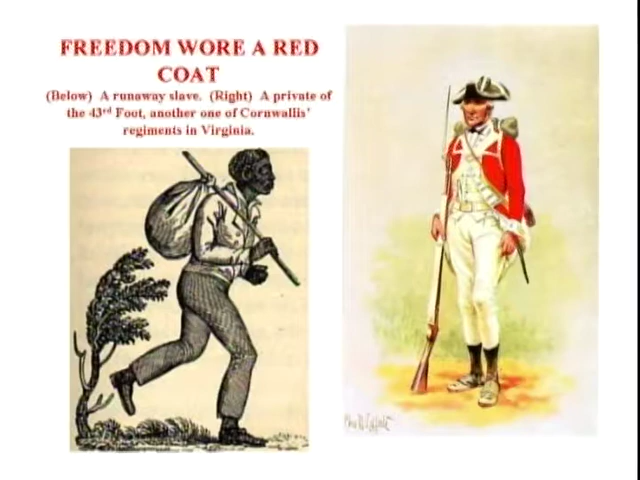 FREEDOM WORE A RED
COAT
(Below) A runaway slave. (Right) A private of
the 43rd Foot, another one of Cornwallis'
regiments in Virginia.